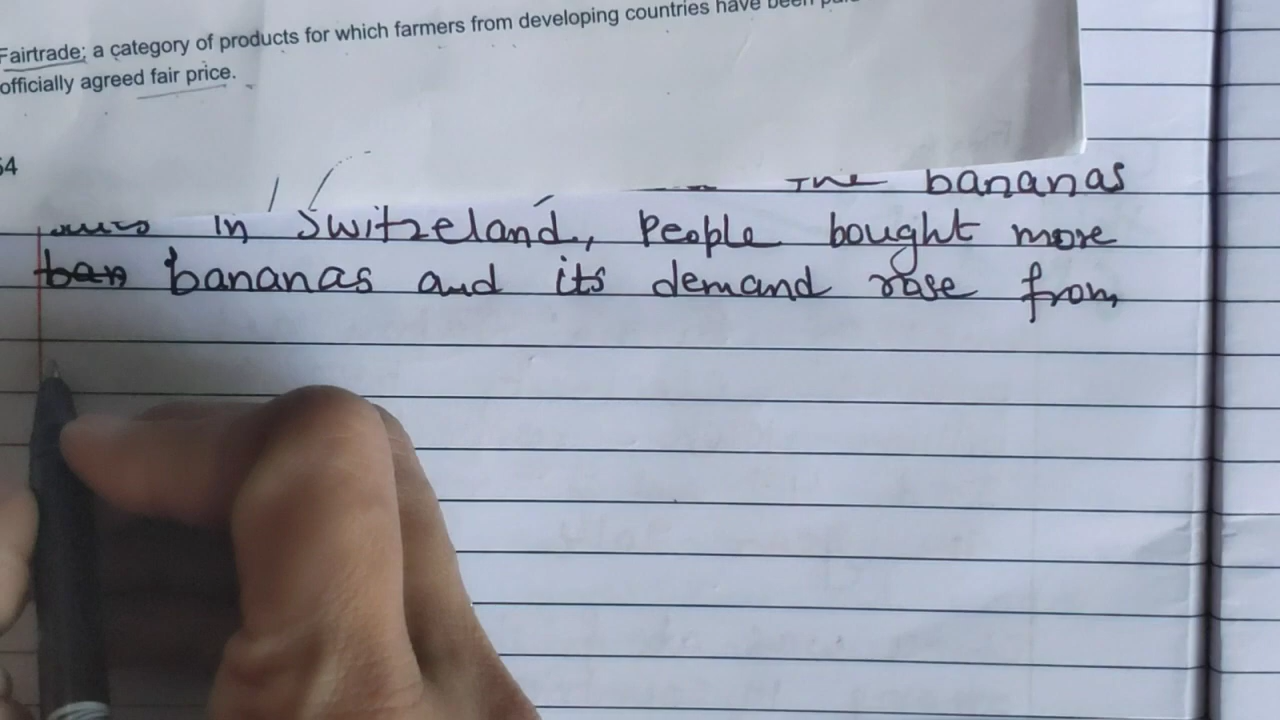 Fairtrade; a category of products for which farmers from developing countries have been
officially agreed fair price.
54
The bananas
in Switzeland, People bought more
ban bananas and its demand rose from